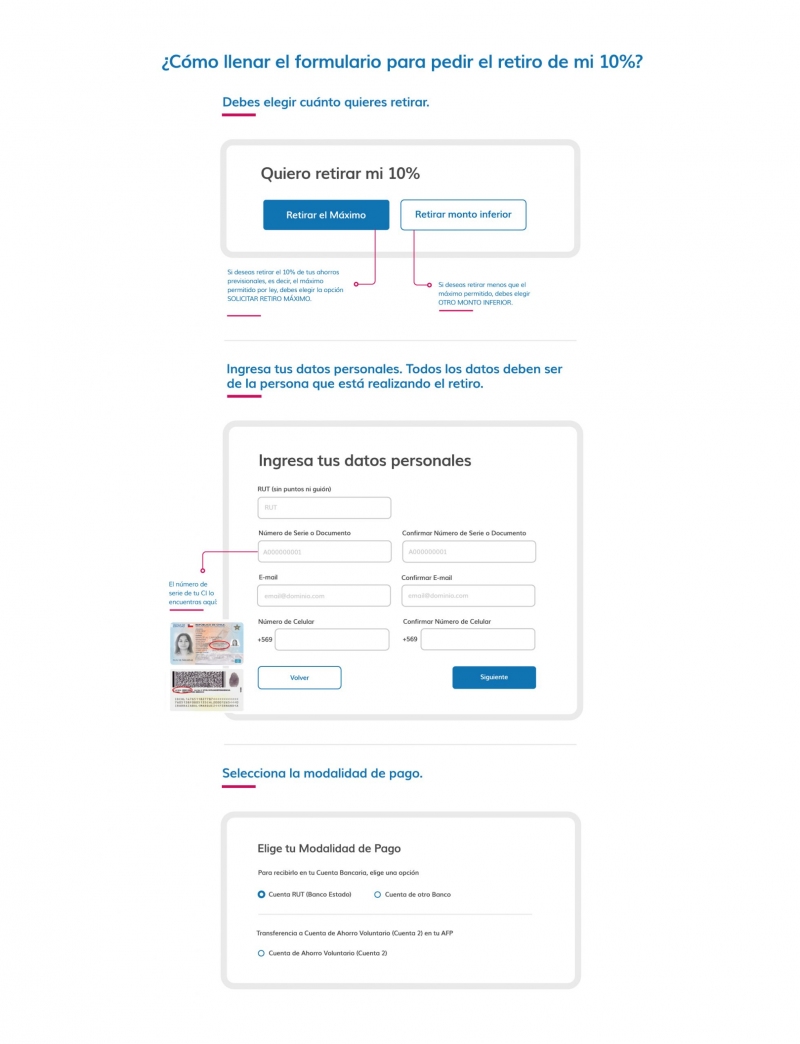 ¿Cómo llenar el formulario para pedir el retiro de mi 10%?
Debes elegir cuánto quieres retirar.
Quiero retirar mi 10%
Retirar el Máximo
Retirar monto inferior
Si deseas retirar el 10% de tus ahorros
previsionales, es decir, el máximo
permitido por ley, debes elegir la opción
SOLICITAR RETIRO MÁXIMO.
Si deseas retirar menos que el
máximo permitido, debes elegir
OTRO MONTO INFERIOR.
Ingresa tus datos personales. Todos los datos deben ser
de la persona que está realizando el retiro.
Ingresa tus datos personales
RUT (sin puntos ni guión)
RUT
Número de Serie o Documento
Confirmar Número de Serie o Documento
A000000001
A000000001
E-mail
Confirmar E-mail
email@dominio.com
email@dominio.com
Número de Celular
Confirmar Número de Celular
+569
+569
Volver
Siguiente
El número de
serie de tu CI lo
encuentras aquí:
Selecciona la modalidad de pago.
Elige tu Modalidad de Pago
Para recibirlo en tu Cuenta Bancaria, elige una opción
Cuenta RUT (Banco Estado)
Cuenta de otro Banco
Transferencia a Cuenta de Ahorro Voluntario (Cuenta 2) en tu AFP
Cuenta de Ahorro Voluntario (Cuenta 2)